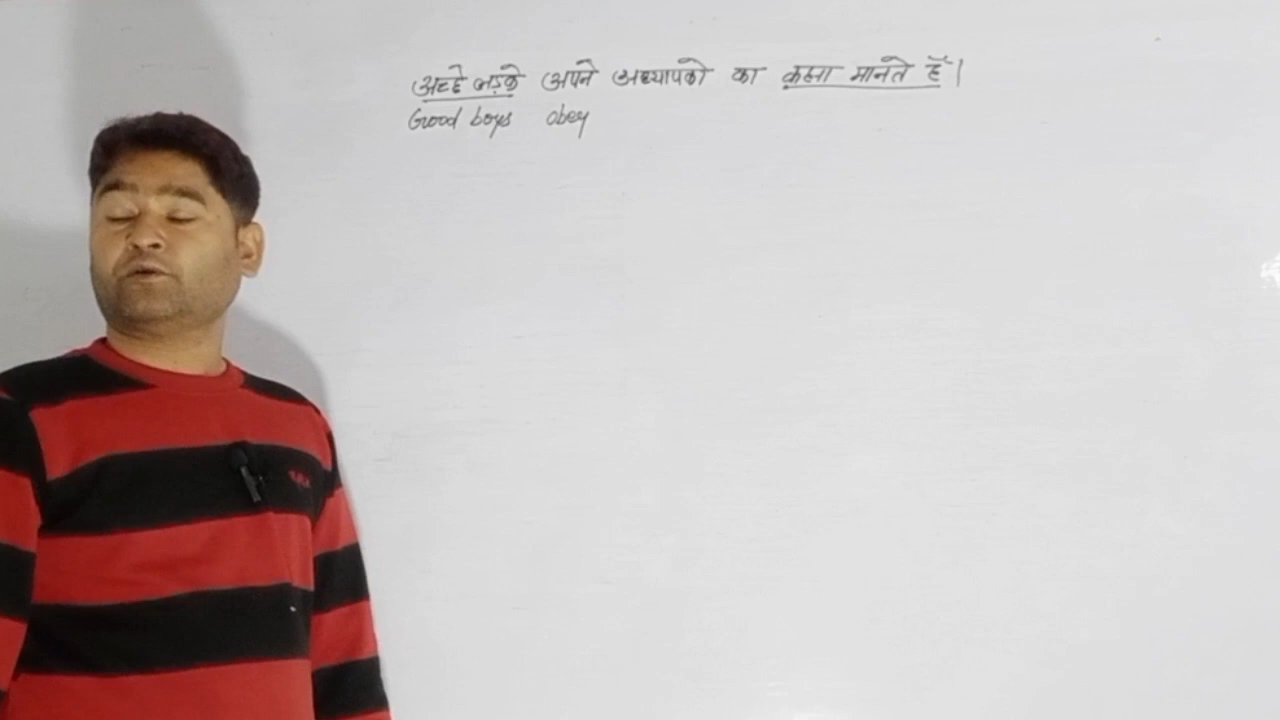 अच्छे लड़के अपने अध्यापको का कहना मानते हैं।
Good boys obey